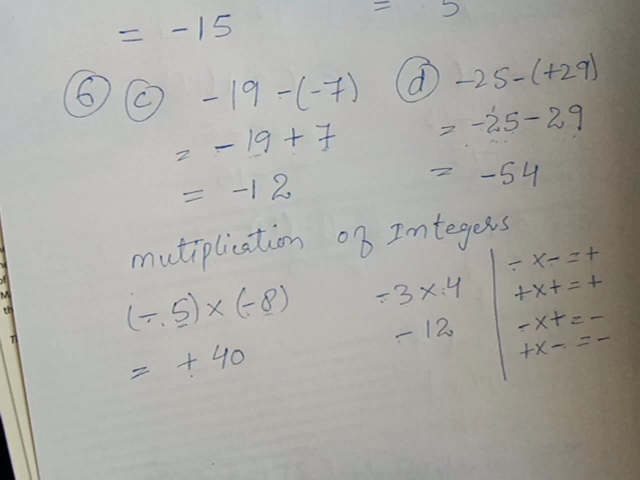 = 5
= -15
6 c -19 -(-7) d -25-(+29)
= -19 + 7 = -25-29
= -12 = -54
mutiplication of Integers
(-5) x (-8) -3 x 4 - x - = +
= + 40 -12 + x + = +
- x + = -
+ x - = -